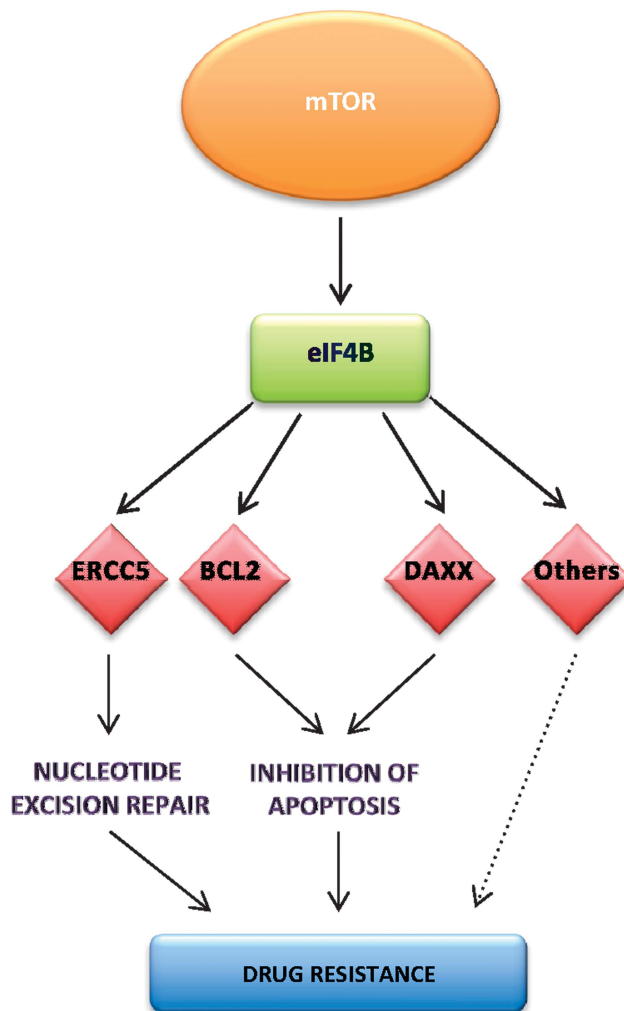 mTOR
eIF4B
ERCC5
BCL2
DAXX
Others
NUCLEOTIDE
EXCISION REPAIR
INHIBITION OF
APOPTOSIS
DRUG RESISTANCE